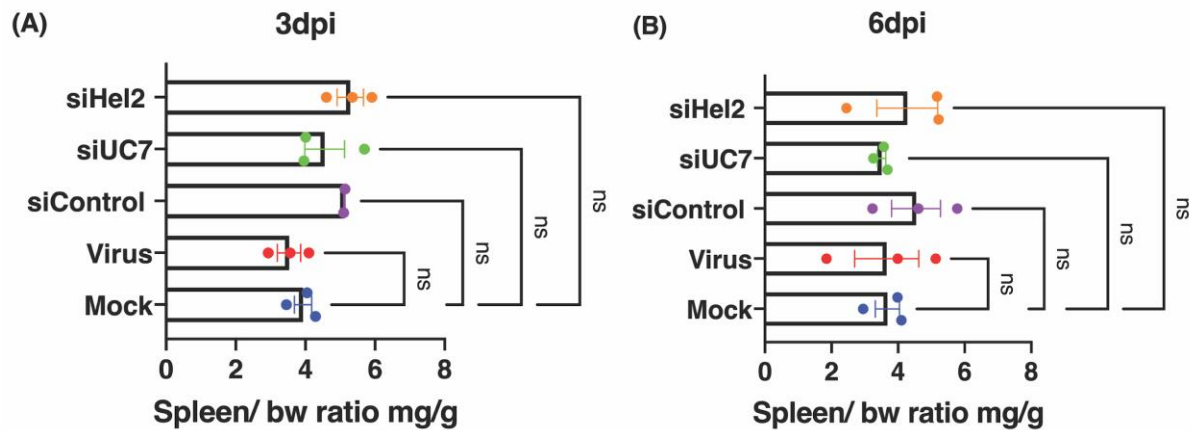 (A) 3dpi
siHel2
siUC7
siControl
Virus
Mock
ns
ns
ns
ns
0 2 4 6 8
Spleen/ bw ratio mg/g
(B) 6dpi
siHel2
siUC7
siControl
Virus
Mock
ns
ns
ns
ns
0 2 4 6 8
Spleen/ bw ratio mg/g